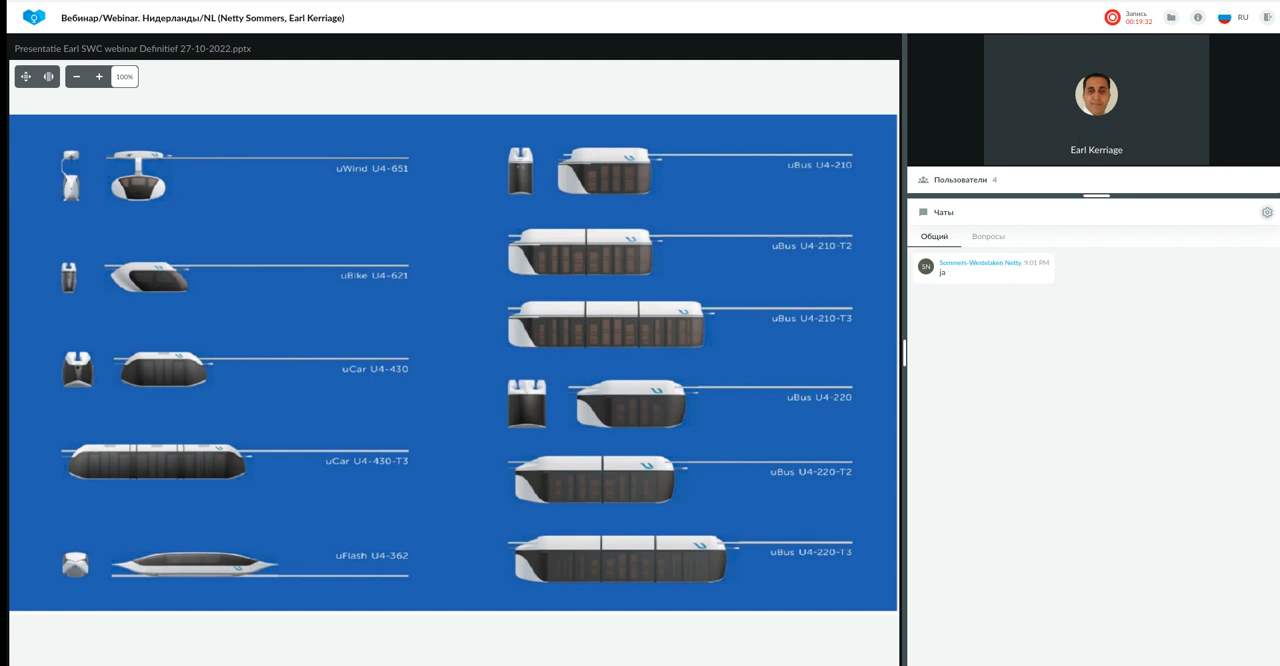 Вебинар/Webinar. Нидерланды/NL (Netty Sommers, Earl Kerriage)
Запись
00:19:32
RU
Presentatie Earl SWC webinar Definitief 27-10-2022.pptx
100%
uWind U4-651
uBike U4-621
uCar U4-430
uCar U4-430-T3
uFlash U4-362
uBus U4-210
uBus U4-210-T2
uBus U4-210-T3
uBus U4-220
uBus U4-220-T2
uBus U4-220-T3
Earl Kerriage
Пользователи 4
Чаты
Общий Вопросы
SN
Sommers-Westelaken Netty 9:01 PM
ja